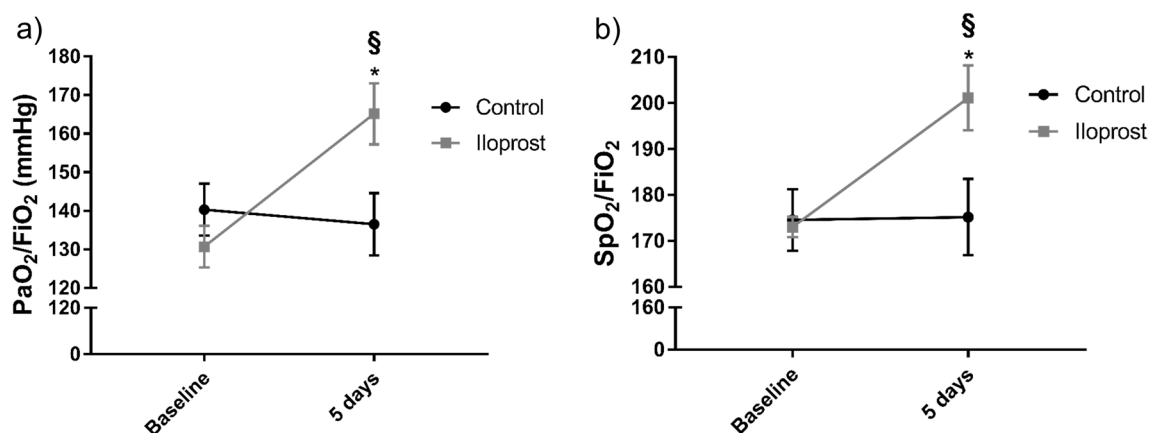 a)
PaO₂/FiO₂ (mmHg)
180
170
160
150
140
130
120
120
0
§
*
Control
Iloprost
Baseline
5 days
b)
SpO₂/FiO₂
210
200
190
180
170
160
160
0
§
*
Control
Iloprost
Baseline
5 days